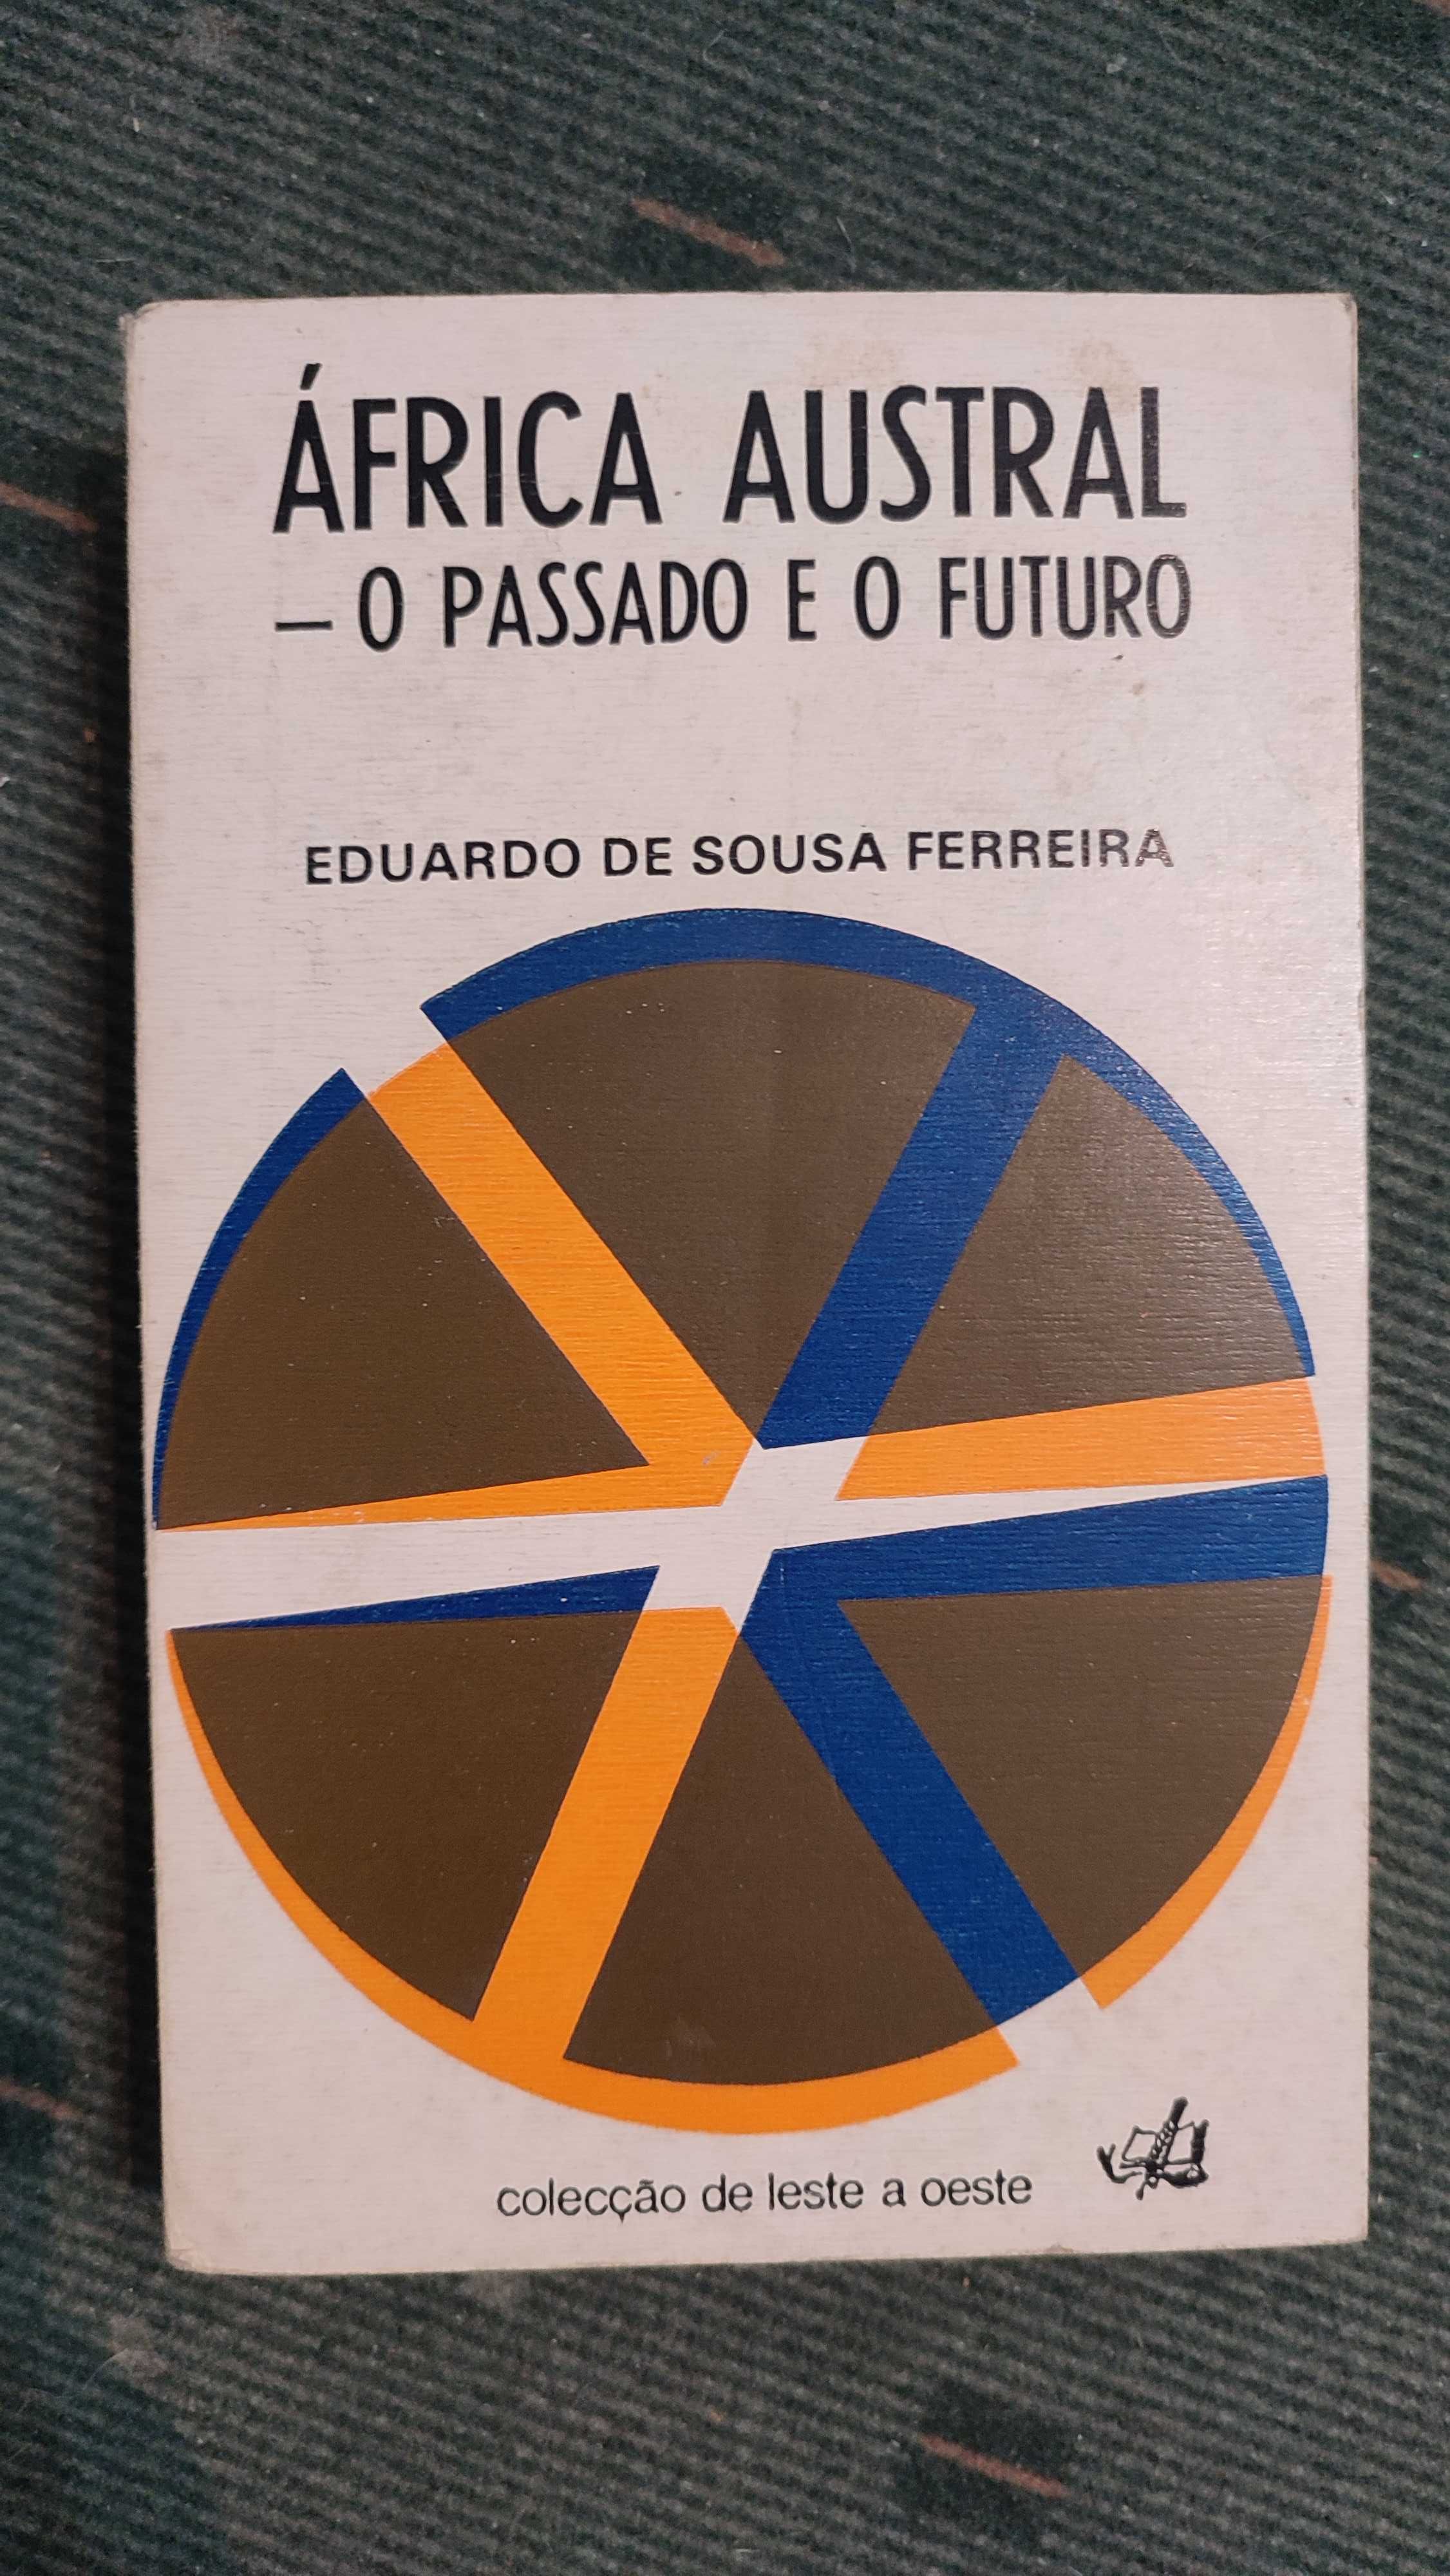 ÁFRICA AUSTRAL
– O PASSADO E O FUTURO
EDUARDO DE SOUSA FERREIRA
colecção de leste a oeste